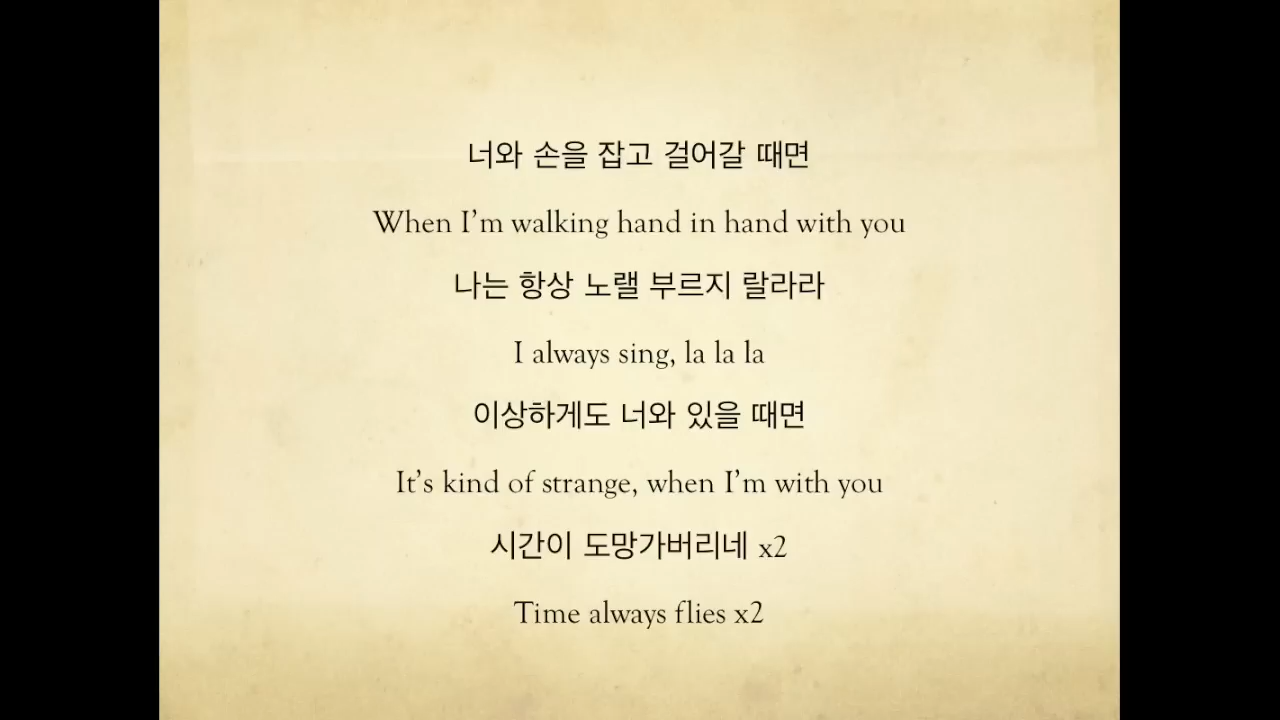 너와 손을 잡고 걸어갈 때면
When I’m walking hand in hand with you
나는 항상 노랠 부르지 랄라라
I always sing, la la la
이상하게도 너와 있을 때면
It’s kind of strange, when I’m with you
시간이 도망가버리네 x2
Time always flies x2